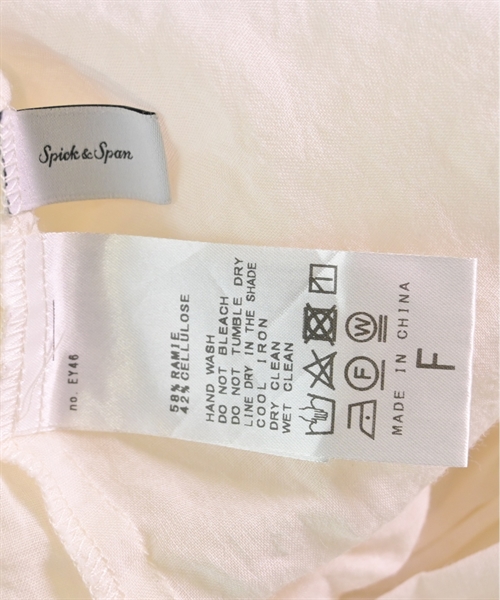 Spick & Span
no. EY46
58% RAMIE
42% CELLULOSE
HAND WASH
DO NOT BLEACH
DO NOT TUMBLE DRY
LINE DRY IN THE SHADE
COOL IRON
DRY CLEAN
WET CLEAN
F
W
MADE IN CHINA
F